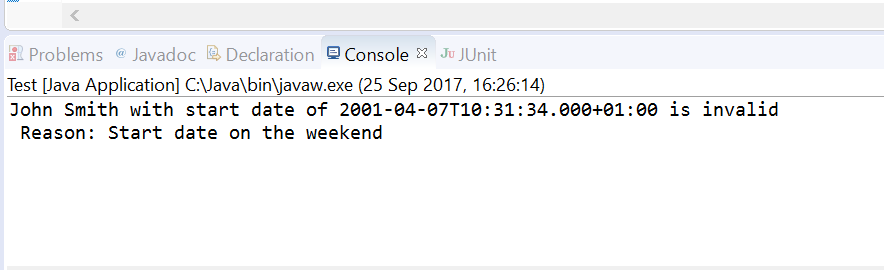 Problems @ Javadoc Declaration Console Ju JUnit
Test [Java Application] C:\Java\bin\javaw.exe (25 Sep 2017, 16:26:14)
John Smith with start date of 2001-04-07T10:31:34.000+01:00 is invalid
 Reason: Start date on the weekend